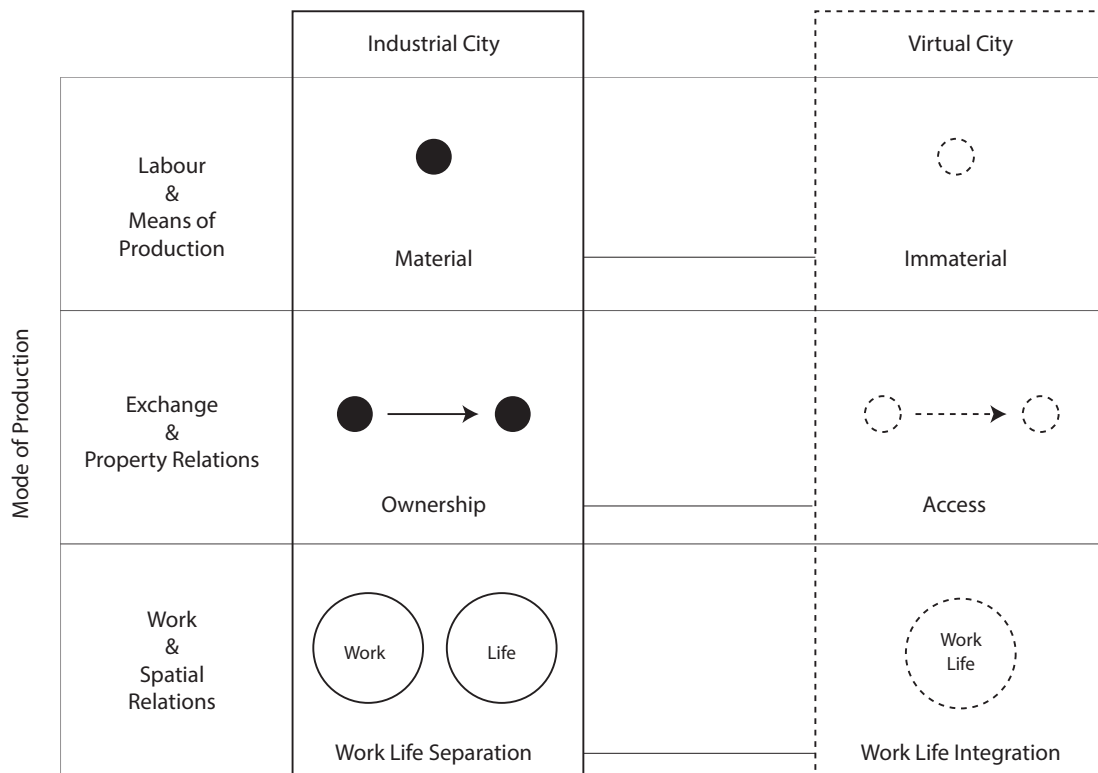 Industrial City
Virtual City
Mode of Production
Labour
&
Means of
Production
Material
Immaterial
Exchange
&
Property Relations
Ownership
Access
Work
&
Spatial
Relations
Work
Life
Work Life Separation
Work
Life
Work Life Integration